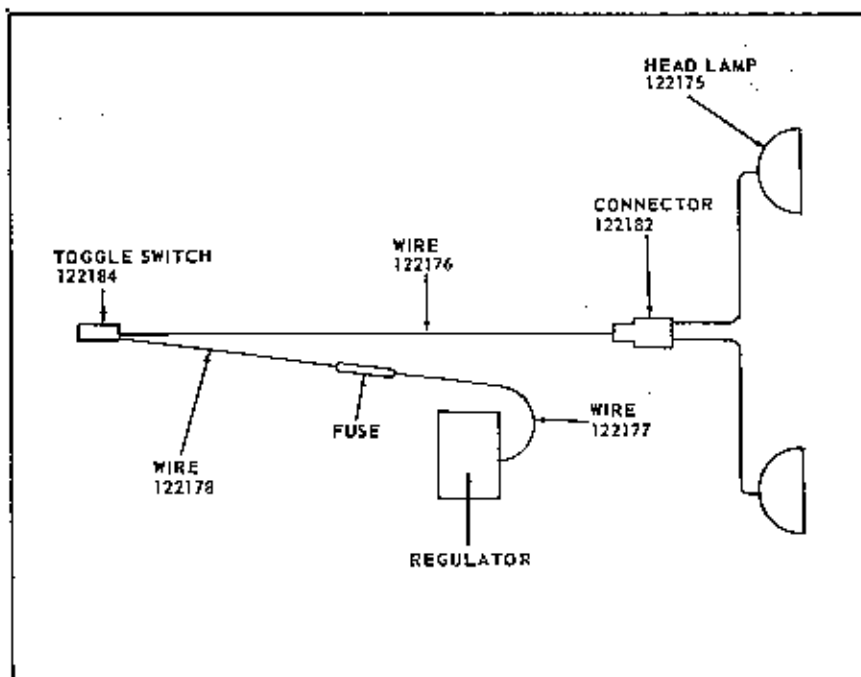 HEAD LAMP
122175
CONNECTOR
122182
WIRE
122176
TOGGLE SWITCH
122184
FUSE
WIRE
122177
WIRE
122178
REGULATOR